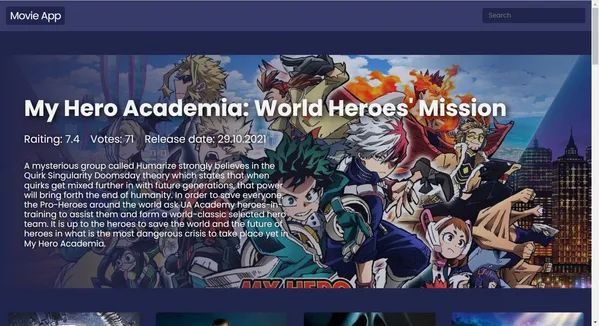 Movie App
Search
My Hero Academia: World Heroes' Mission
Raiting: 7.4 Votes: 71 Release date: 29.10.2021
A mysterious group called Humarize strongly believes in the
Quirk Singularity Doomsday theory which states that when
quirks get mixed further in with future generations, that power
will bring forth the end of humanity. In order to save everyone,
the Pro-Heroes around the world ask UA Academy heroes-in-
training to assist them and form a world-classic selected hero
team. It is up to the heroes to save the world and the future of
heroes in what is the most dangerous crisis to take place yet in
My Hero Academia.
MY HERO